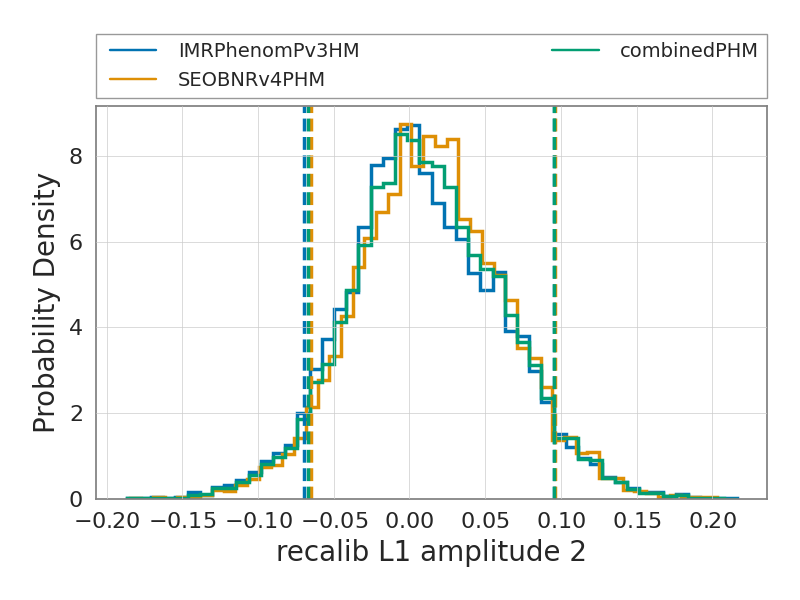 IMRPhenomPv3HM combinedPHM
SEOBNRv4PHM
8
6
4
2
0
−0.20 −0.15 −0.10 −0.05 0.00 0.05 0.10 0.15 0.20
recalib L1 amplitude 2
Probability Density